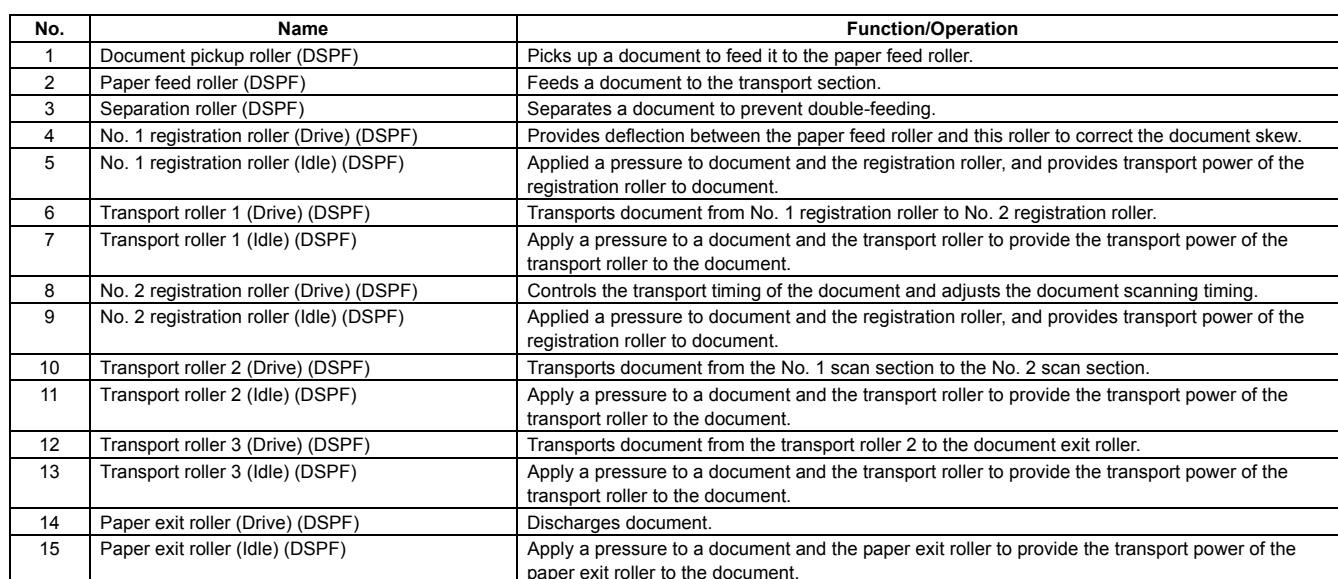 No. Name Function/Operation
1 Document pickup roller (DSPF) Picks up a document to feed it to the paper feed roller.
2 Paper feed roller (DSPF) Feeds a document to the transport section.
3 Separation roller (DSPF) Separates a document to prevent double-feeding.
4 No. 1 registration roller (Drive) (DSPF) Provides deflection between the paper feed roller and this roller to correct the document skew.
5 No. 1 registration roller (Idle) (DSPF) Applied a pressure to document and the registration roller, and provides transport power of the
registration roller to document.
6 Transport roller 1 (Drive) (DSPF) Transports document from No. 1 registration roller to No. 2 registration roller.
7 Transport roller 1 (Idle) (DSPF) Apply a pressure to a document and the transport roller to provide the transport power of the
transport roller to the document.
8 No. 2 registration roller (Drive) (DSPF) Controls the transport timing of the document and adjusts the document scanning timing.
9 No. 2 registration roller (Idle) (DSPF) Applied a pressure to document and the registration roller, and provides transport power of the
registration roller to document.
10 Transport roller 2 (Drive) (DSPF) Transports document from the No. 1 scan section to the No. 2 scan section.
11 Transport roller 2 (Idle) (DSPF) Apply a pressure to a document and the transport roller to provide the transport power of the
transport roller to the document.
12 Transport roller 3 (Drive) (DSPF) Transports document from the transport roller 2 to the document exit roller.
13 Transport roller 3 (Idle) (DSPF) Apply a pressure to a document and the transport roller to provide the transport power of the
transport roller to the document.
14 Paper exit roller (Drive) (DSPF) Discharges document.
15 Paper exit roller (Idle) (DSPF) Apply a pressure to a document and the paper exit roller to provide the transport power of the
paper exit roller to the document.